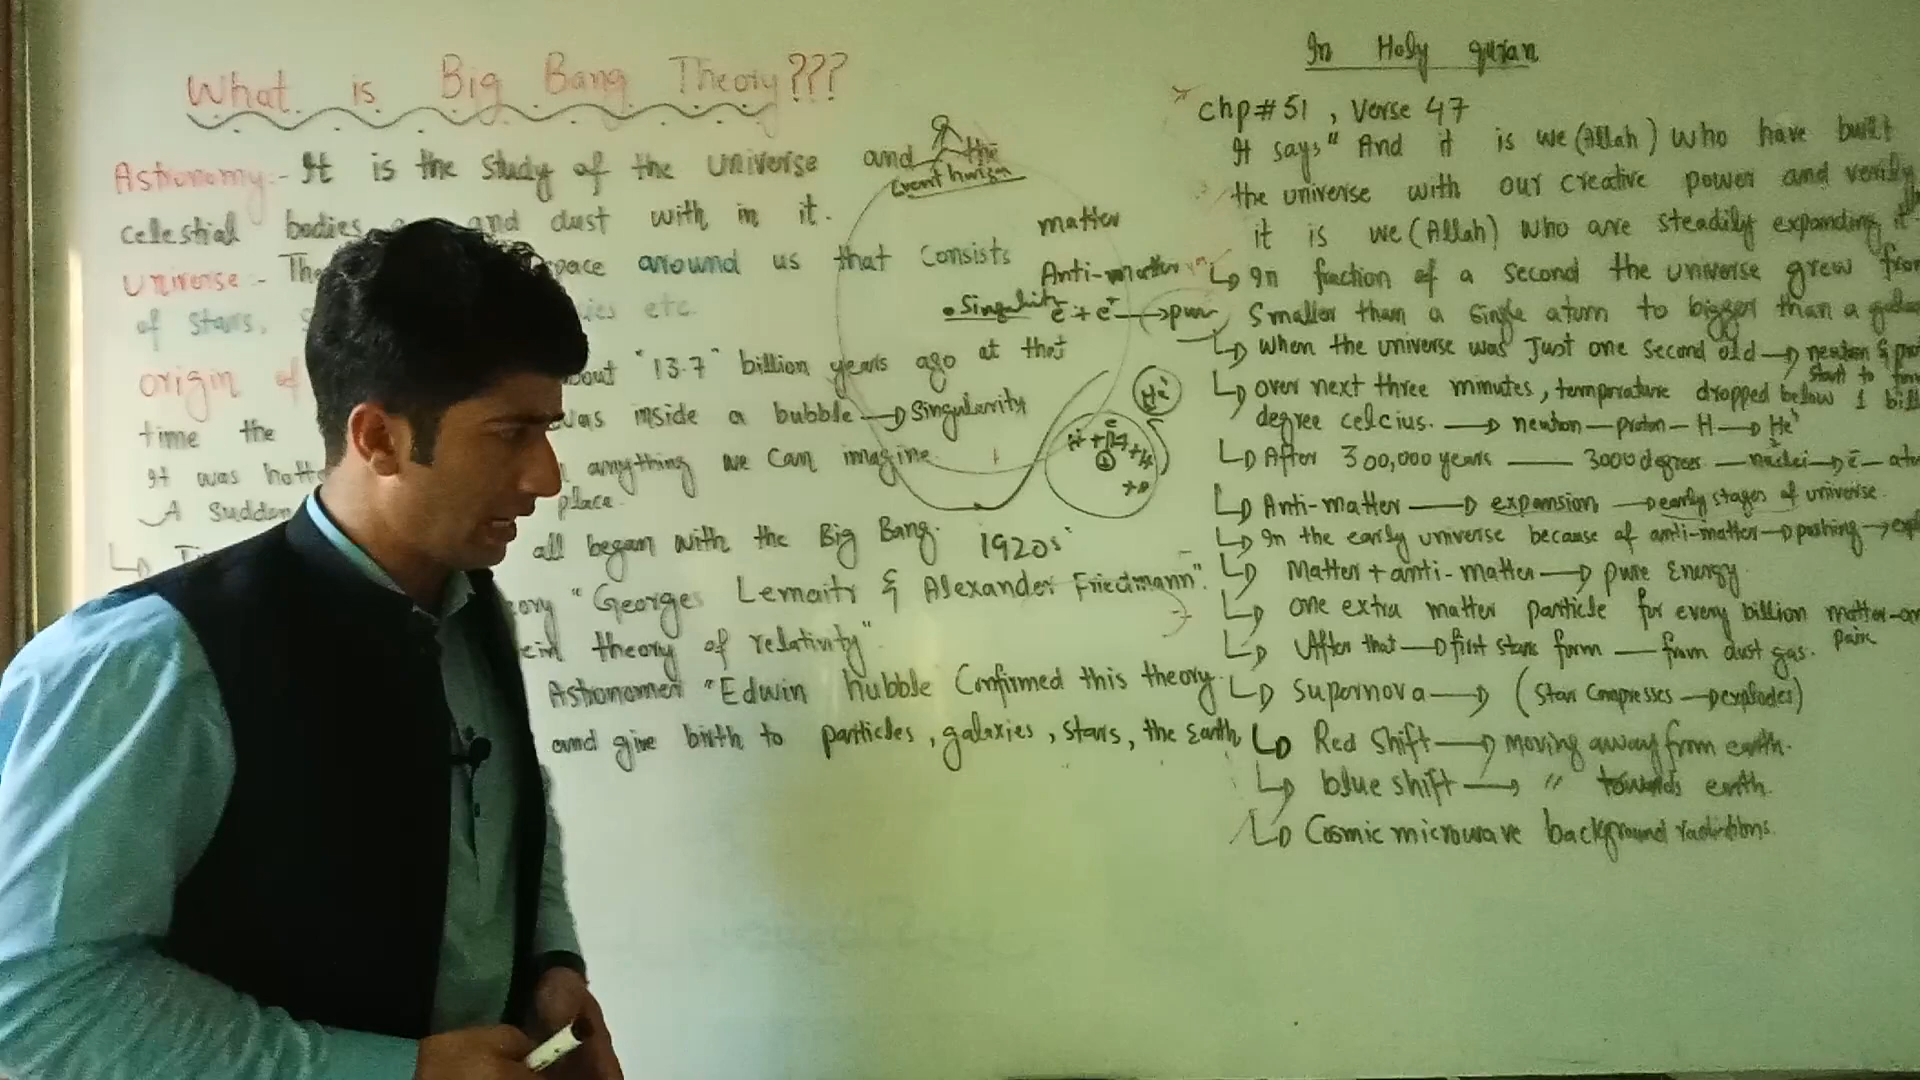 What is Big Bang Theory???
Astronomy:- It is the study of the universe and the
celestial bodies and dust with in it.
Universe:- The space around us that consists
of stars, etc
origin of about "13.7" billion years ago at that
time the was inside a bubble → Singularity
It was hotter anything we can imagine.
A Sudden place.
all began with the Big Bang. 1920s'
"Georges Lemaitr & Alexander Friedmann".
theory of relativity"
Astronomer "Edwin hubble Confirmed this theory.
and give birth to particles, galaxies, stars, the Earth
Event hurizn
matter
Anti-matter
Singularity
e + e →
He
In Holy quran
chp#51, Verse 47
It says "And it is we (Allah) who have built
the universe with our creative power and verily
it is we (Allah) who are steadily expanding it
In fraction of a second the universe grew from
Smaller than a single atom to bigger than a
when the universe was Just one second old →
start to
over next three minutes, temperature dropped below 1
degree celcius. → neutron - proton - H → He
After 300,000 years — 3000 degrees — nuclei → e -
Anti-matter → expansion → early stages of universe.
In the early universe because of anti-matter → pushing →
Matter + anti-matter → pure Energy.
one extra matter particle for every billion matter-
pair
After that → first stars form — from dust gas.
Supornova → (star Compresses → explodes)
Red Shift → moving away from earth.
blue shift → " towards earth.
Cosmic microwave background radiations.